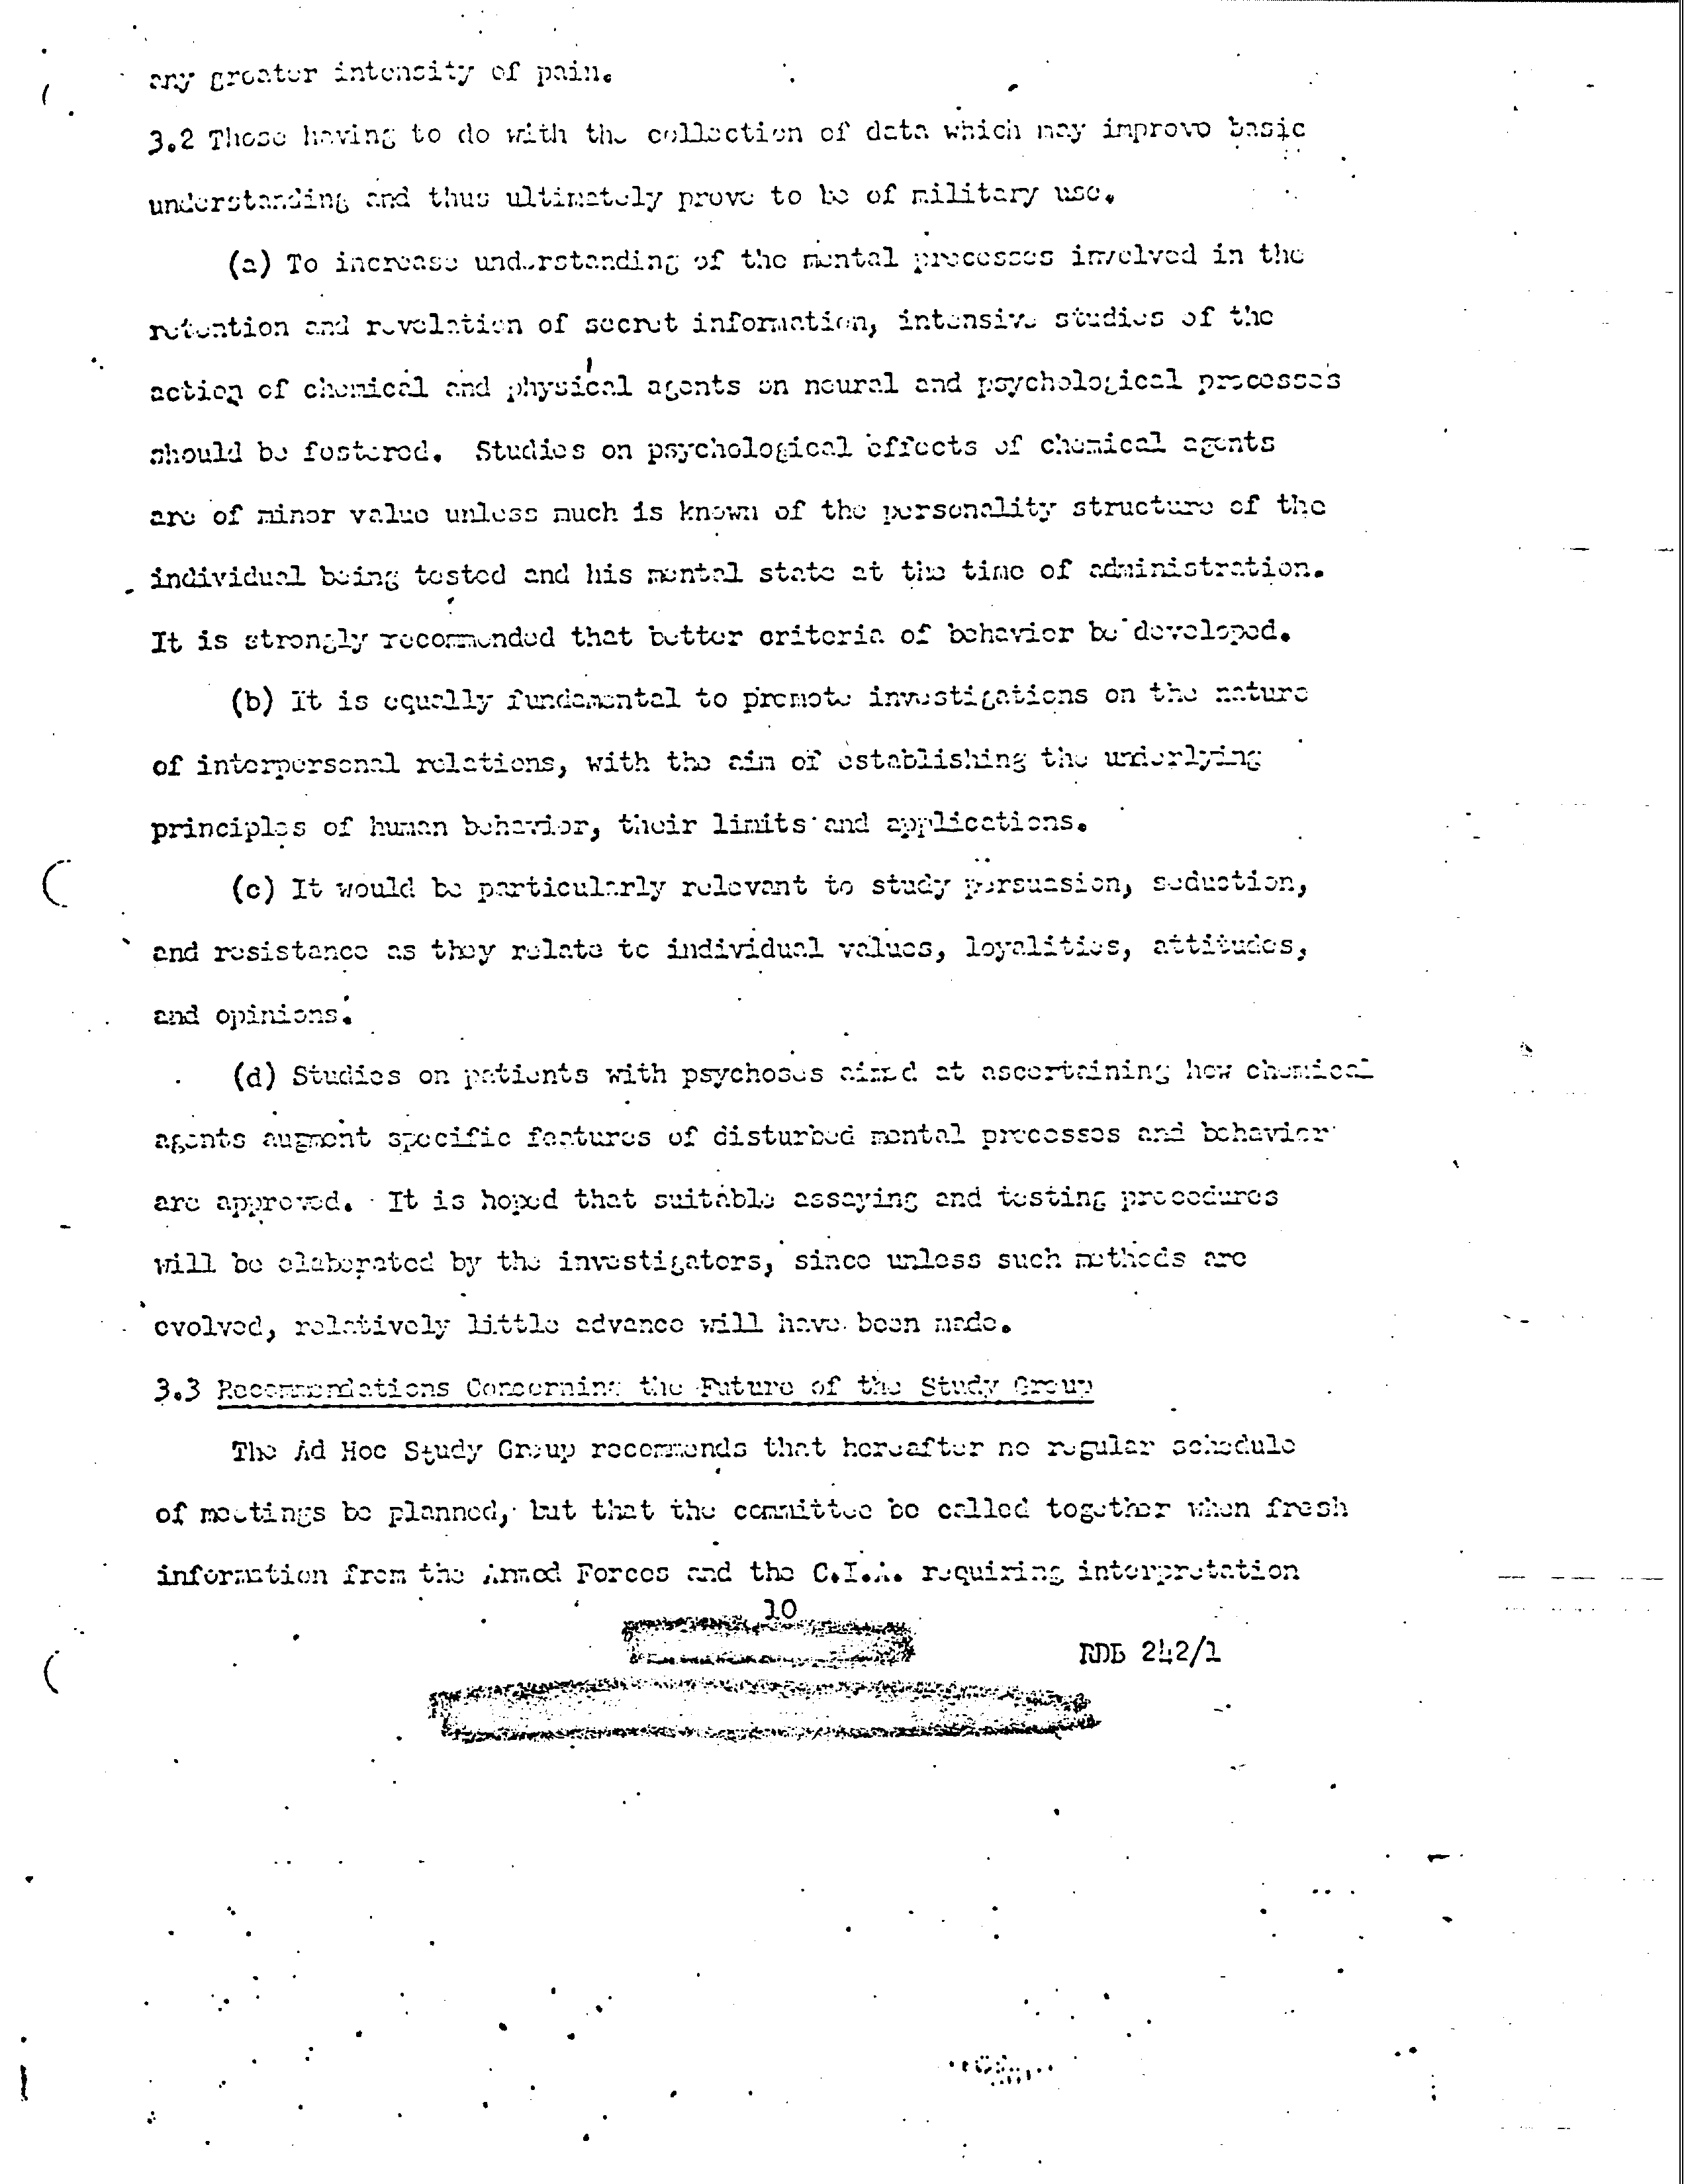 any greater intensity of pain.
3.2 Those having to do with the collection of data which may improve basic
understanding and thus ultimately prove to be of military use.
(a) To increase understanding of the mental processes involved in the
retention and revelation of secret information, intensive studies of the
action of chemical and physical agents on neural and psychological processes
should be fostered. Studies on psychological effects of chemical agents
are of minor value unless much is known of the personality structure of the
individual being tested and his mental state at the time of administration.
It is strongly recommended that better criteria of behavior be developed.
(b) It is equally fundamental to promote investigations on the nature
of interpersonal relations, with the aim of establishing the underlying
principles of human behavior, their limits and applications.
(c) It would be particularly relevant to study persuasion, seduction,
and resistance as they relate to individual values, loyalities, attitudes,
and opinions.
(d) Studies on patients with psychoses aimed at ascertaining how chemical
agents augment specific features of disturbed mental processes and behavior
are approved. It is hoped that suitable assaying and testing procedures
will be elaborated by the investigators, since unless such methods are
evolved, relatively little advance will have been made.
3.3 Recommendations Concerning the Future of the Study Group
The Ad Hoc Study Group recommends that hereafter no regular schedule
of meetings be planned, but that the committee be called together when fresh
information from the Armed Forces and the C.I.A. requiring interpretation
10
RDB 242/1